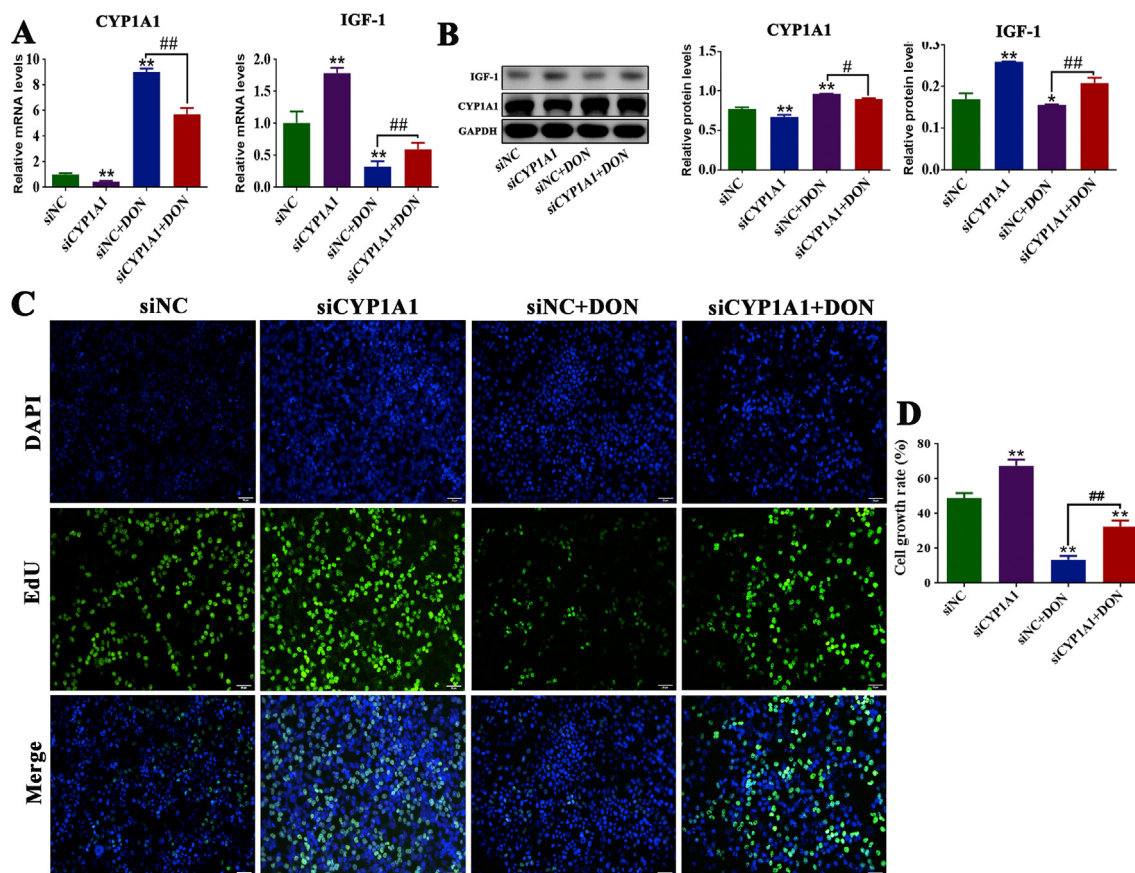 A
CYP1A1
Relative mRNA levels
10
8
6
4
2
0
**
**
##
siNC
siCYP1A1
siNC+DON
siCYP1A1+DON
IGF-1
Relative mRNA levels
2.0
1.5
1.0
0.5
0.0
**
**
##
siNC
siCYP1A1
siNC+DON
siCYP1A1+DON
B
IGF-1
CYP1A1
GAPDH
siNC
siCYP1A1
siNC+DON
siCYP1A1+DON
CYP1A1
Relative protein levels
1.5
1.0
0.5
0.0
**
**
#
siNC
siCYP1A1
siNC+DON
siCYP1A1+DON
IGF-1
Relative protein levels
0.3
0.2
0.1
0.0
**
*
##
siNC
siCYP1A1
siNC+DON
siCYP1A1+DON
C
siNC siCYP1A1 siNC+DON siCYP1A1+DON
DAPI
EdU
Merge
D
Cell growth rate (%)
80
60
40
20
0
**
**
##
**
siNC
siCYP1A1
siNC+DON
siCYP1A1+DON